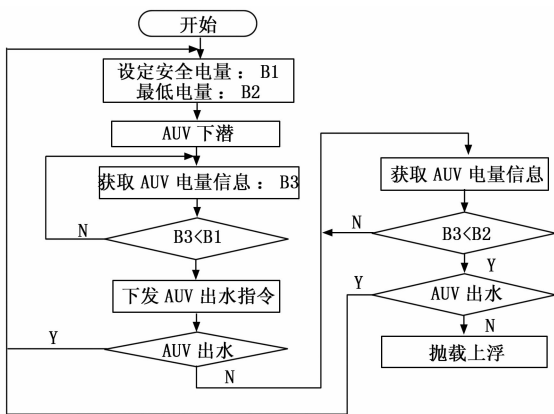 开始
设定安全电量： B1
最低电量： B2
AUV 下潜
获取 AUV 电量信息： B3
B3<B1
N
下发 AUV 出水指令
AUV 出水
Y
N
获取 AUV 电量信息
B3<B2
N
Y
AUV 出水
Y
N
抛载上浮